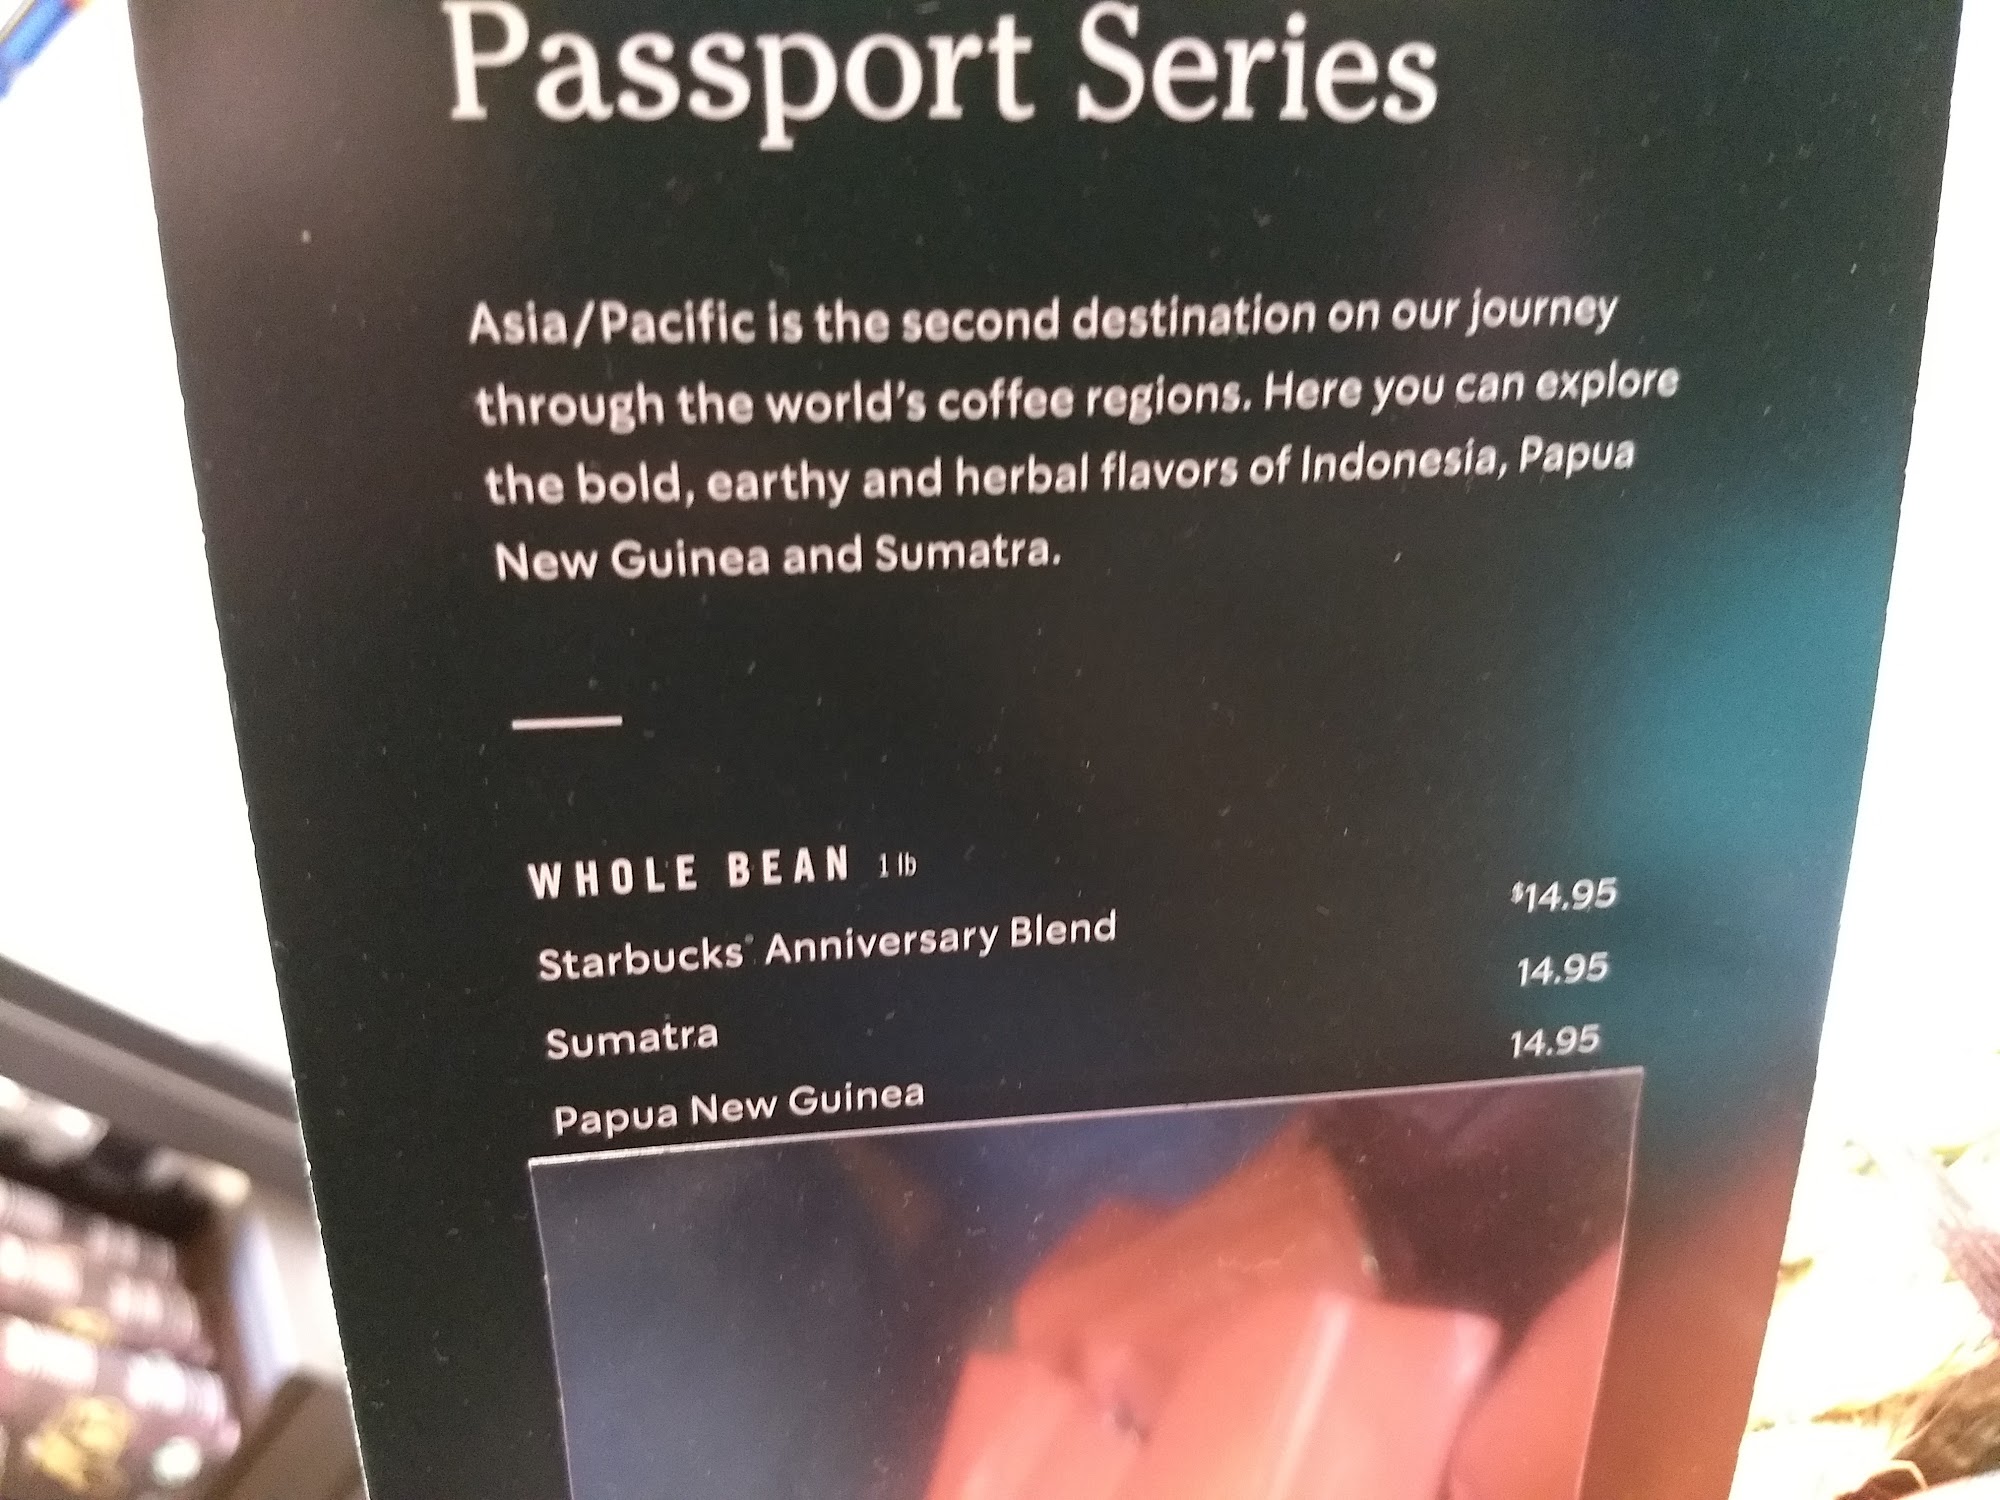 Passport Series
Asia/Pacific is the second destination on our journey
through the world's coffee regions. Here you can explore
the bold, earthy and herbal flavors of Indonesia, Papua
New Guinea and Sumatra.
WHOLE BEAN 1 lb
Starbucks® Anniversary Blend $14.95
Sumatra 14.95
Papua New Guinea 14.95